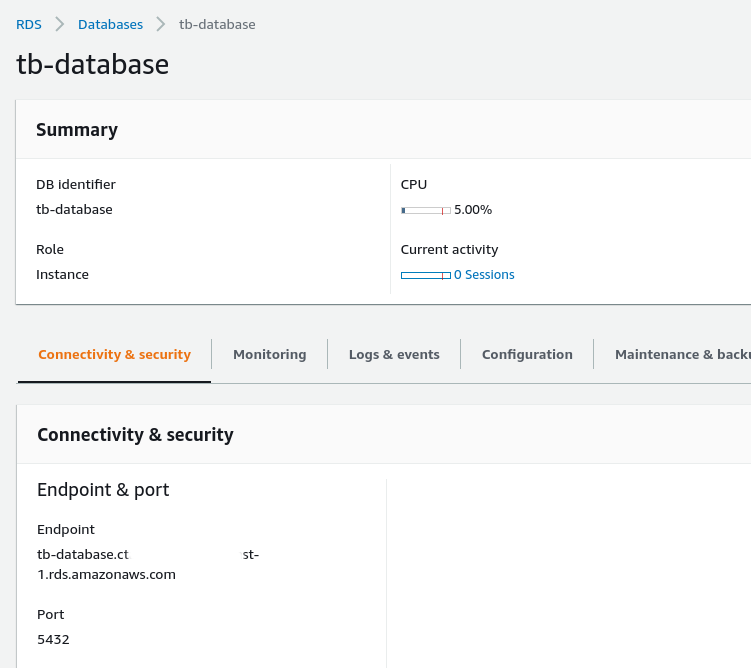 RDS > Databases > tb-database
tb-database
Summary
DB identifier
tb-database
CPU
5.00%
Role
Instance
Current activity
0 Sessions
Connectivity & security
Monitoring
Logs & events
Configuration
Maintenance &
Connectivity & security
Endpoint & port
Endpoint
tb-database.ct st-
1.rds.amazonaws.com
Port
5432